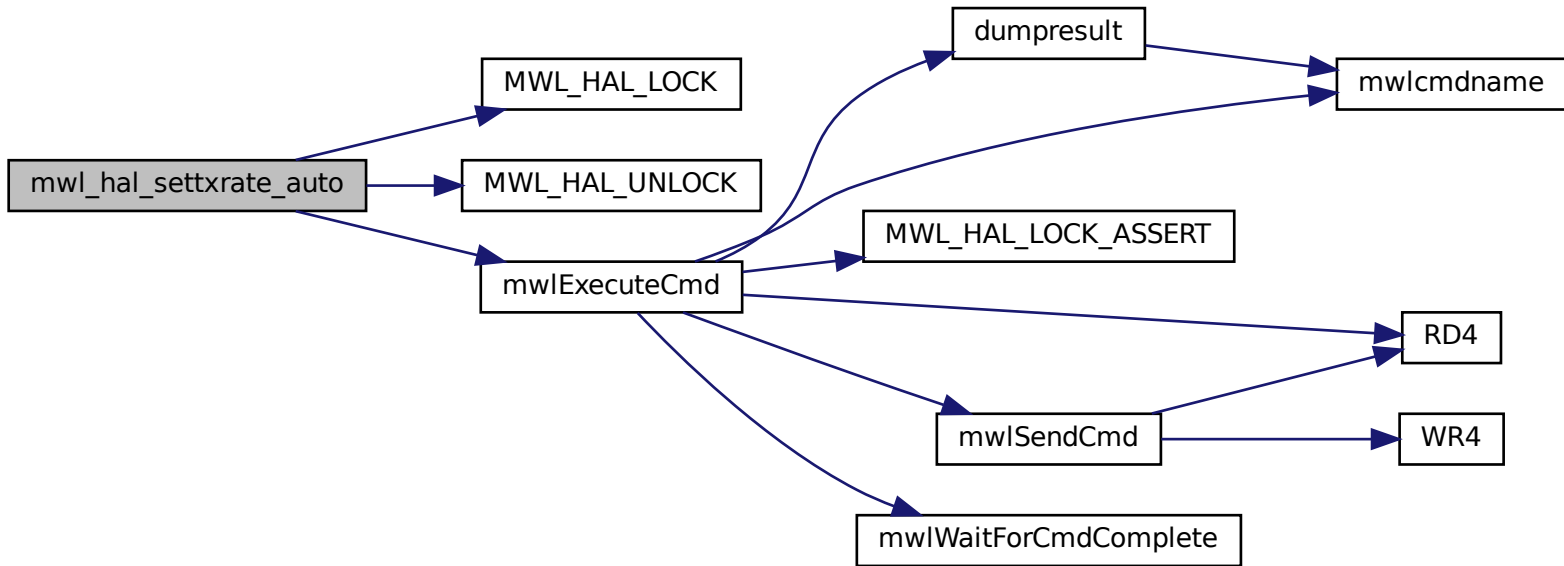 dumpresult
MWL_HAL_LOCK
mwlcmdname
mwl_hal_settxrate_auto
MWL_HAL_UNLOCK
MWL_HAL_LOCK_ASSERT
mwlExecuteCmd
RD4
mwlSendCmd
WR4
mwlWaitForCmdComplete